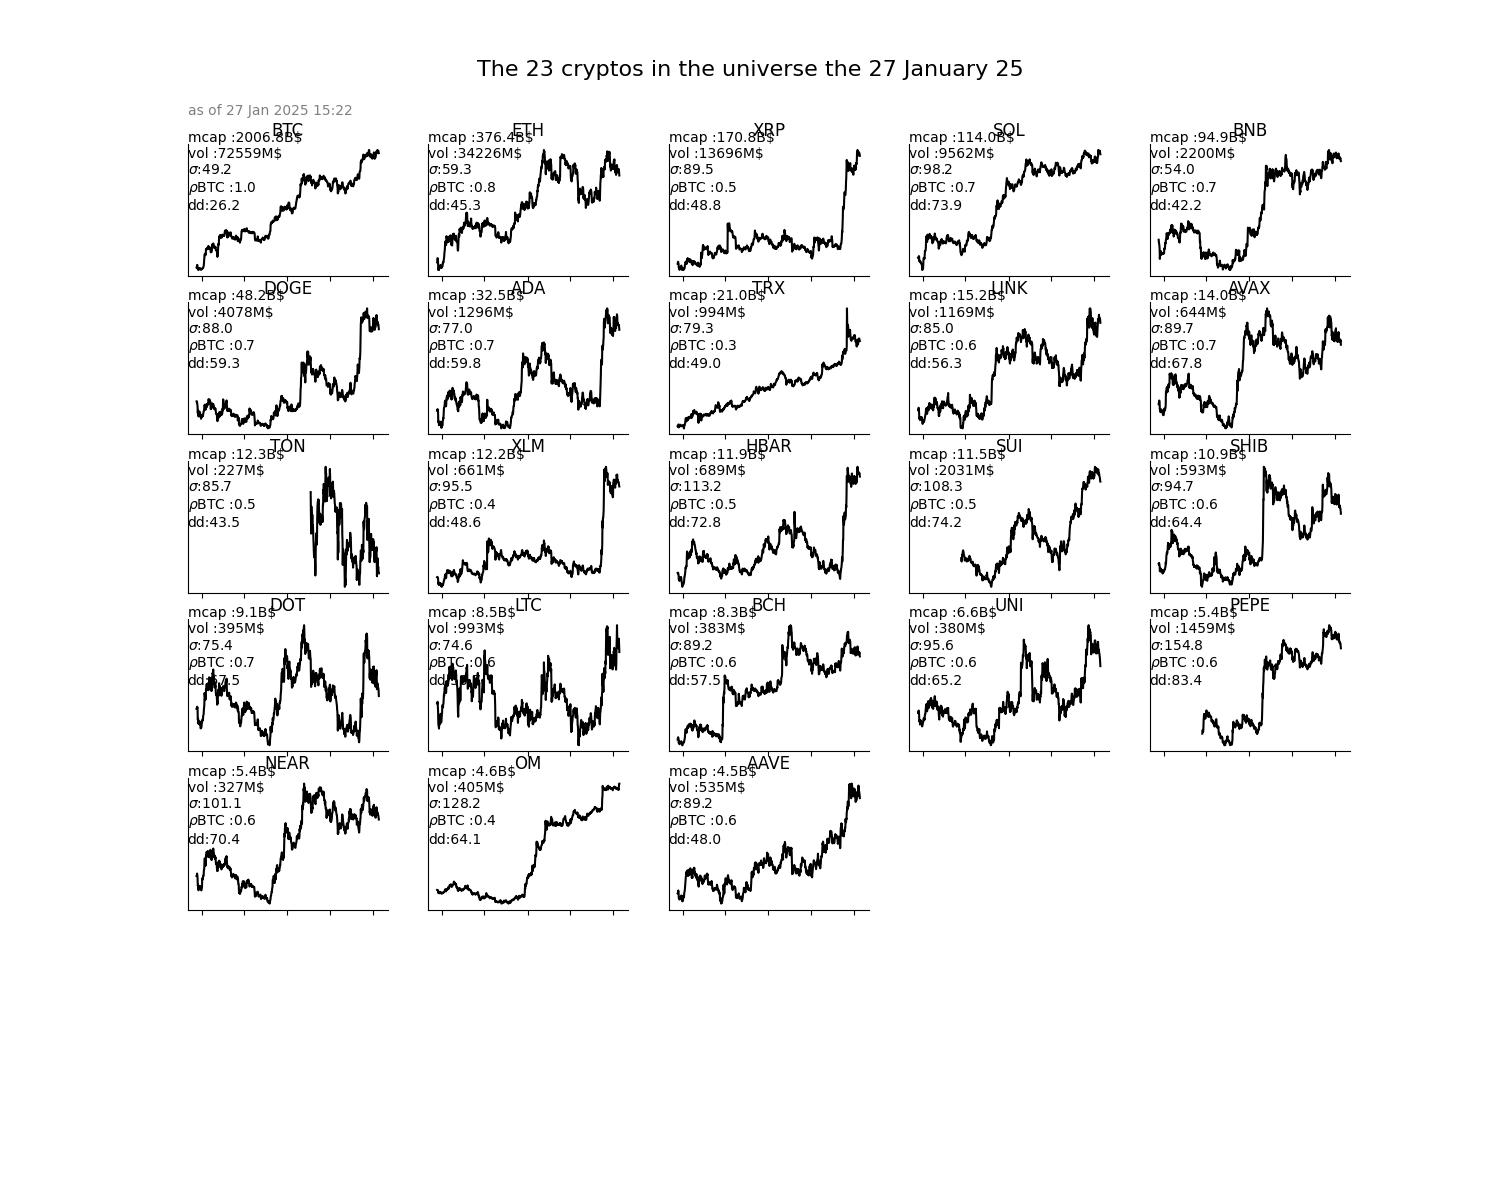 The 23 cryptos in the universe the 27 January 25
as of 27 Jan 2025 15:22
BTC
mcap :2006.8B$
vol :72559M$
σ:49.2
ρBTC :1.0
dd:26.2
ETH
mcap :376.4B$
vol :34226M$
σ:59.3
ρBTC :0.8
dd:45.3
XRP
mcap :170.8B$
vol :13696M$
σ:89.5
ρBTC :0.5
dd:48.8
SOL
mcap :114.0B$
vol :9562M$
σ:98.2
ρBTC :0.7
dd:73.9
BNB
mcap :94.9B$
vol :2200M$
σ:54.0
ρBTC :0.7
dd:42.2
DOGE
mcap :48.2B$
vol :4078M$
σ:88.0
ρBTC :0.7
dd:59.3
ADA
mcap :32.5B$
vol :1296M$
σ:77.0
ρBTC :0.7
dd:59.8
TRX
mcap :21.0B$
vol :994M$
σ:79.3
ρBTC :0.3
dd:49.0
LINK
mcap :15.2B$
vol :1169M$
σ:85.0
ρBTC :0.6
dd:56.3
AVAX
mcap :14.0B$
vol :644M$
σ:89.7
ρBTC :0.7
dd:67.8
TON
mcap :12.3B$
vol :227M$
σ:85.7
ρBTC :0.5
dd:43.5
XLM
mcap :12.2B$
vol :661M$
σ:95.5
ρBTC :0.4
dd:48.6
HBAR
mcap :11.9B$
vol :689M$
σ:113.2
ρBTC :0.5
dd:72.8
SUI
mcap :11.5B$
vol :2031M$
σ:108.3
ρBTC :0.5
dd:74.2
SHIB
mcap :10.9B$
vol :593M$
σ:94.7
ρBTC :0.6
dd:64.4
DOT
mcap :9.1B$
vol :395M$
σ:75.4
ρBTC :0.7
LTC
mcap :8.5B$
vol :993M$
σ:74.6
ρBTC :0.6
BCH
mcap :8.3B$
vol :383M$
σ:89.2
ρBTC :0.6
dd:57.5
UNI
mcap :6.6B$
vol :380M$
σ:95.6
ρBTC :0.6
dd:65.2
PEPE
mcap :5.4B$
vol :1459M$
σ:154.8
ρBTC :0.6
dd:83.4
NEAR
mcap :5.4B$
vol :327M$
σ:101.1
ρBTC :0.6
dd:70.4
OM
mcap :4.6B$
vol :405M$
σ:128.2
ρBTC :0.4
dd:64.1
AAVE
mcap :4.5B$
vol :535M$
σ:89.2
ρBTC :0.6
dd:48.0